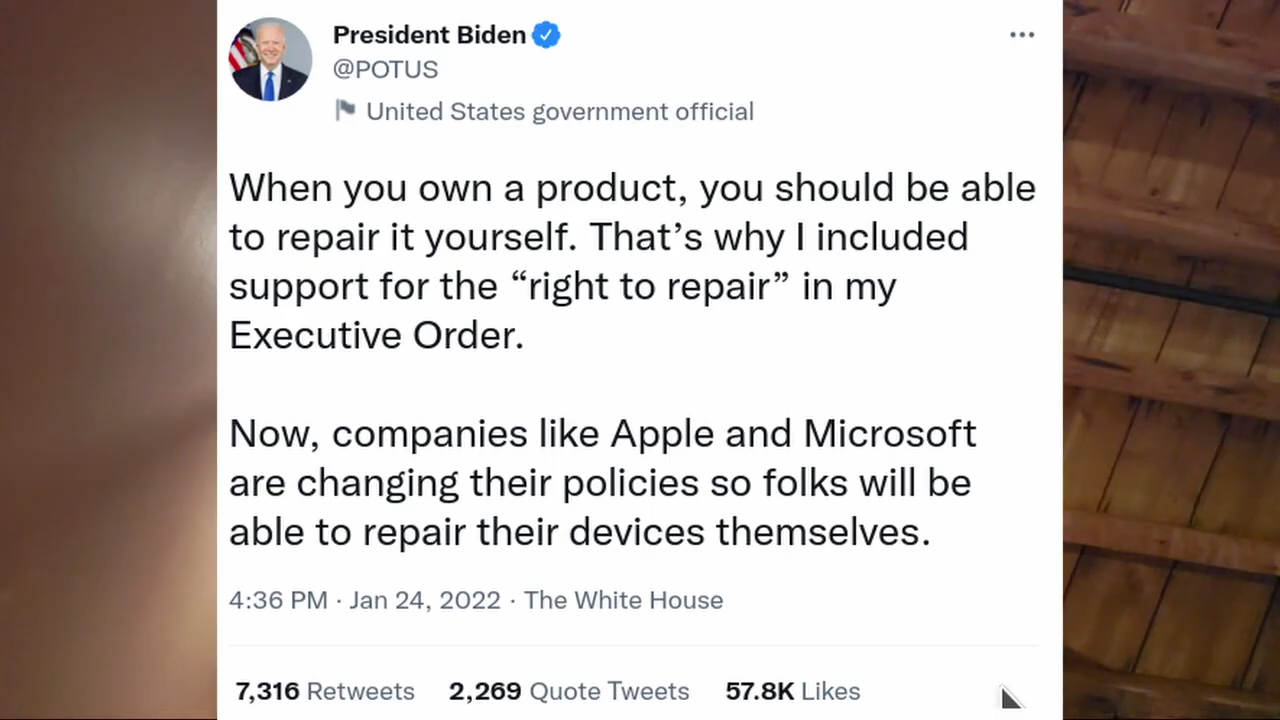 President Biden
@POTUS
United States government official
When you own a product, you should be able
to repair it yourself. That’s why I included
support for the “right to repair” in my
Executive Order.
Now, companies like Apple and Microsoft
are changing their policies so folks will be
able to repair their devices themselves.
4:36 PM · Jan 24, 2022 · The White House
7,316 Retweets 2,269 Quote Tweets 57.8K Likes